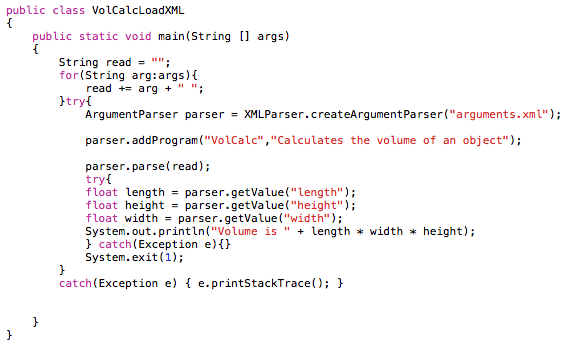 public class VolCalcLoadXML
{
public static void main(String [] args)
{
String read = "";
for(String arg:args){
read += arg + " ";
}try{
ArgumentParser parser = XMLParser.createArgumentParser("arguments.xml");
parser.addProgram("VolCalc","Calculates the volume of an object");
parser.parse(read);
try{
float length = parser.getValue("length");
float height = parser.getValue("height");
float width = parser.getValue("width");
System.out.println("Volume is " + length * width * height);
} catch(Exception e){}
System.exit(1);
}
catch(Exception e) { e.printStackTrace(); }
}
}